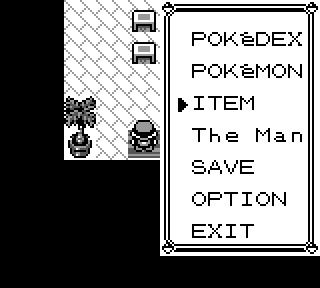 POKéDEX
POKéMON
ITEM
The Man
SAVE
OPTION
EXIT